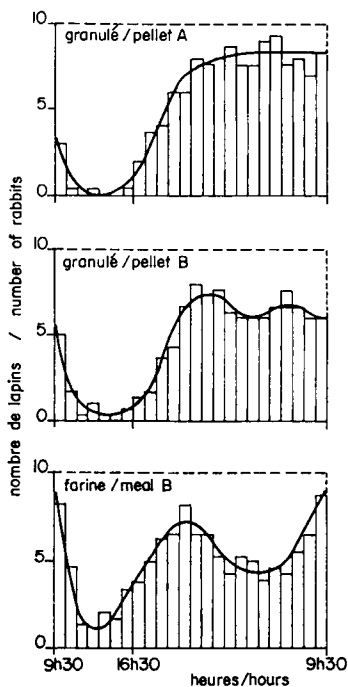 nombre de lapins / number of rabbits
granulé / pellet A
10
5
0
granulé / pellet B
10
5
0
farine / meal B
10
5
0
9h30 16h30 9h30
heures/hours